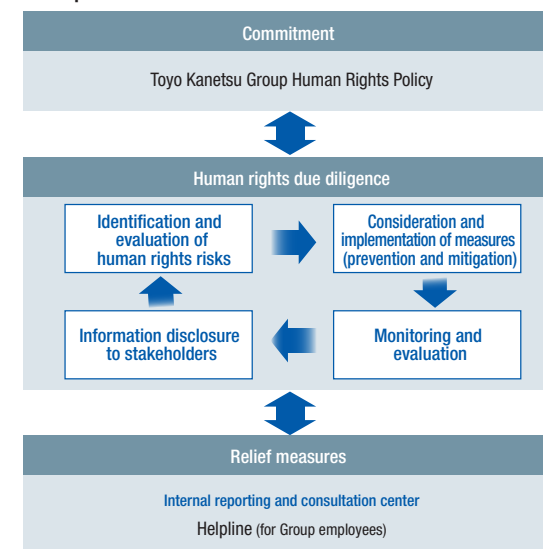 Commitment
Toyo Kanetsu Group Human Rights Policy
Human rights due diligence
Identification and
evaluation of
human rights risks
Consideration and
implementation of measures
(prevention and mitigation)
Information disclosure
to stakeholders
Monitoring and
evaluation
Relief measures
Internal reporting and consultation center
Helpline (for Group employees)